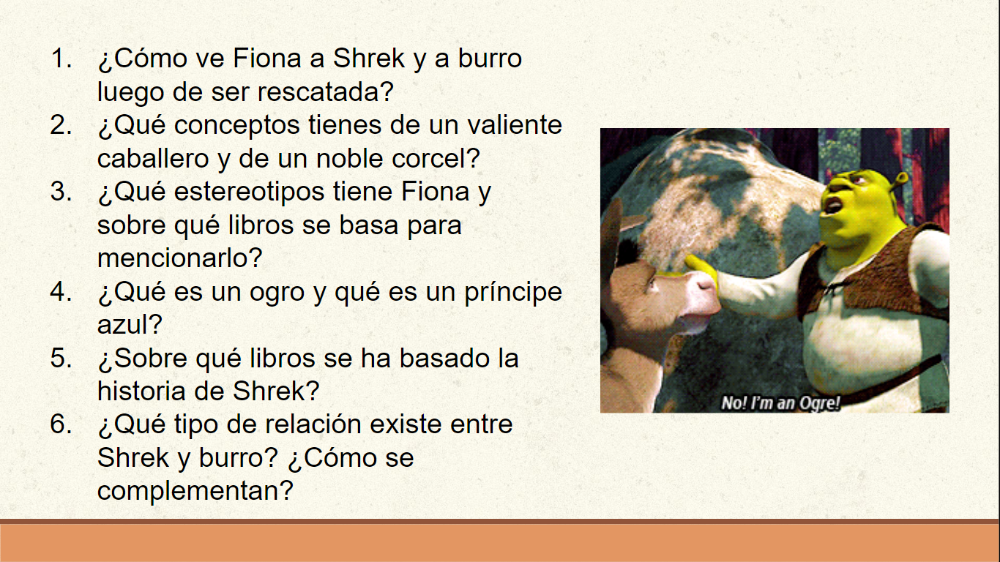 1. ¿Cómo ve Fiona a Shrek y a burro
luego de ser rescatada?
2. ¿Qué conceptos tienes de un valiente
caballero y de un noble corcel?
3. ¿Qué estereotipos tiene Fiona y
sobre qué libros se basa para
mencionarlo?
4. ¿Qué es un ogro y qué es un príncipe
azul?
5. ¿Sobre qué libros se ha basado la
historia de Shrek?
6. ¿Qué tipo de relación existe entre
Shrek y burro? ¿Cómo se
complementan?
No! I'm an Ogre!